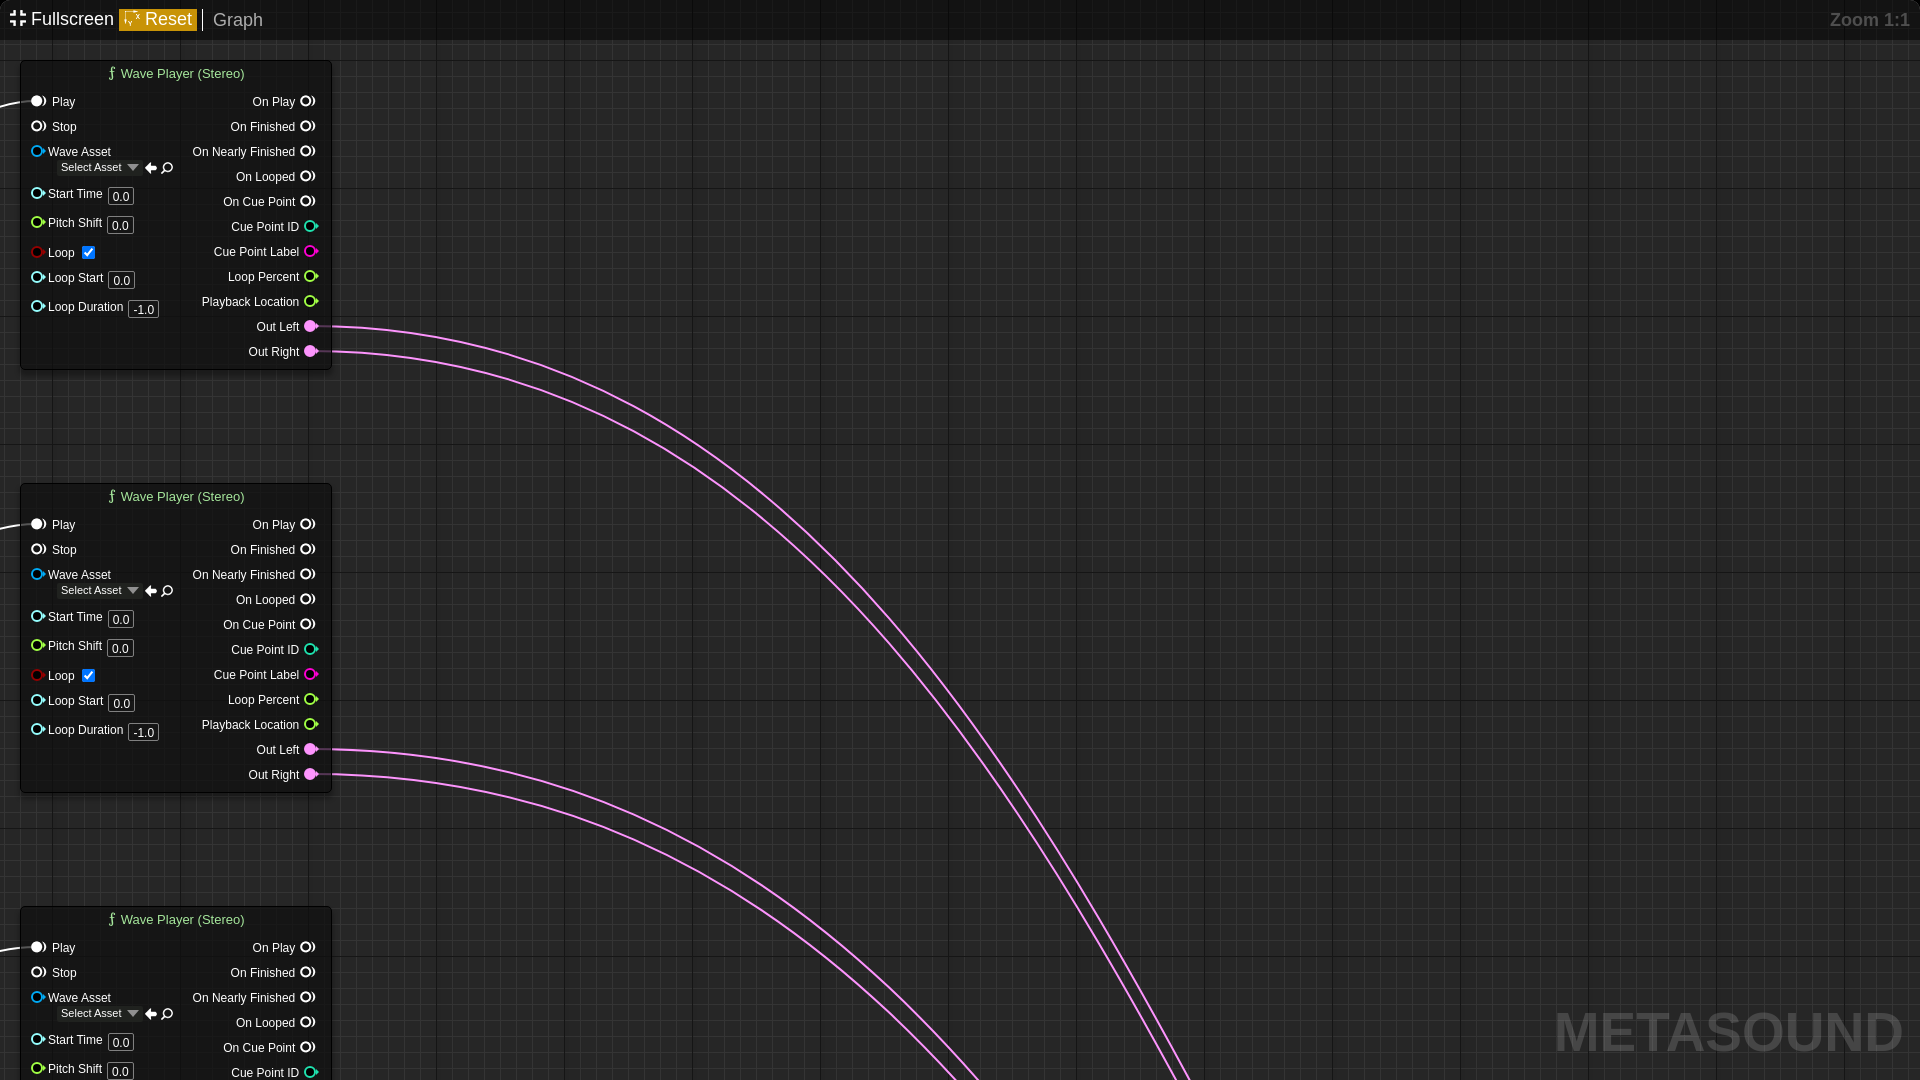 Fullscreen Reset Graph Zoom 1:1
Wave Player (Stereo)
Play On Play
Stop On Finished
Wave Asset On Nearly Finished
Select Asset
On Looped
Start Time 0.0
On Cue Point
Pitch Shift 0.0 Cue Point ID
Loop Cue Point Label
Loop Start 0.0 Loop Percent
Loop Duration -1.0 Playback Location
Out Left
Out Right
Wave Player (Stereo)
Play On Play
Stop On Finished
Wave Asset On Nearly Finished
Select Asset
On Looped
Start Time 0.0
On Cue Point
Pitch Shift 0.0 Cue Point ID
Loop Cue Point Label
Loop Start 0.0 Loop Percent
Loop Duration -1.0 Playback Location
Out Left
Out Right
Wave Player (Stereo)
Play On Play
Stop On Finished
Wave Asset On Nearly Finished
Select Asset
On Looped
Start Time 0.0
On Cue Point
Pitch Shift 0.0 Cue Point ID
METASOUND